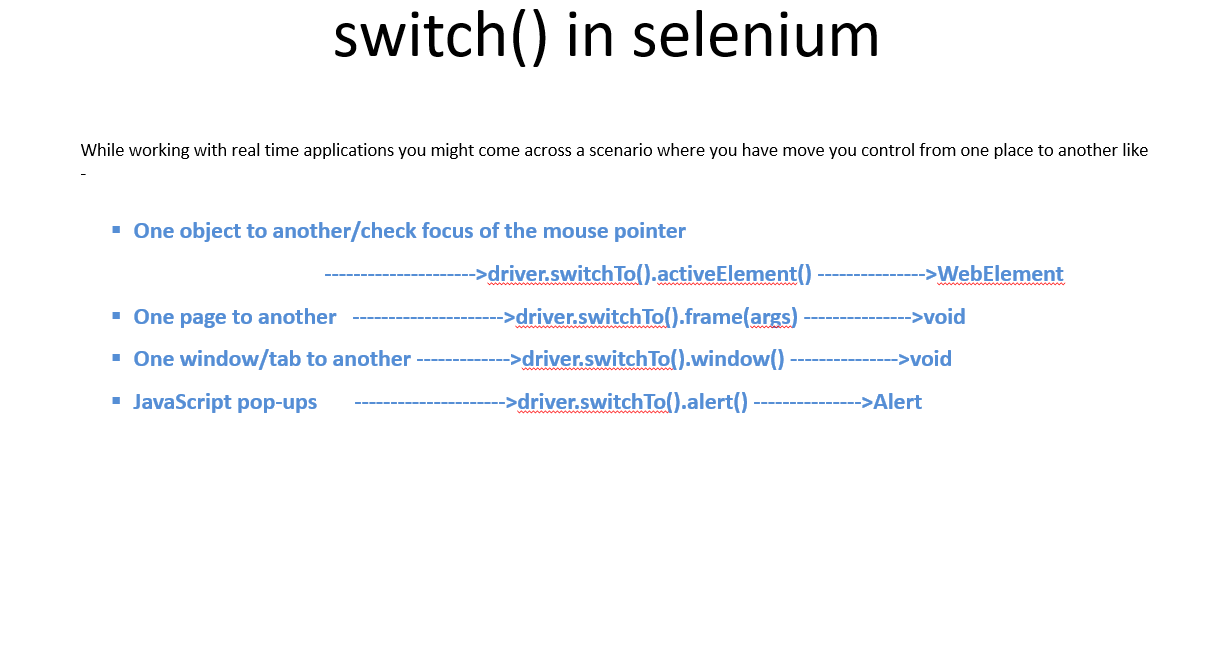 switch() in selenium
While working with real time applications you might come across a scenario where you have move you control from one place to another like
-
▪ One object to another/check focus of the mouse pointer
--------------------->driver.switchTo().activeElement() --------------->WebElement
▪ One page to another --------------------->driver.switchTo().frame(args) --------------->void
▪ One window/tab to another ------------->driver.switchTo().window() --------------->void
▪ JavaScript pop-ups --------------------->driver.switchTo().alert() --------------->Alert